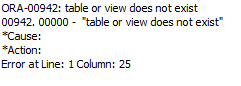 ORA-00942: table or view does not exist
00942. 00000 -  "table or view does not exist"
*Cause:
*Action:
Error at Line: 1 Column: 25